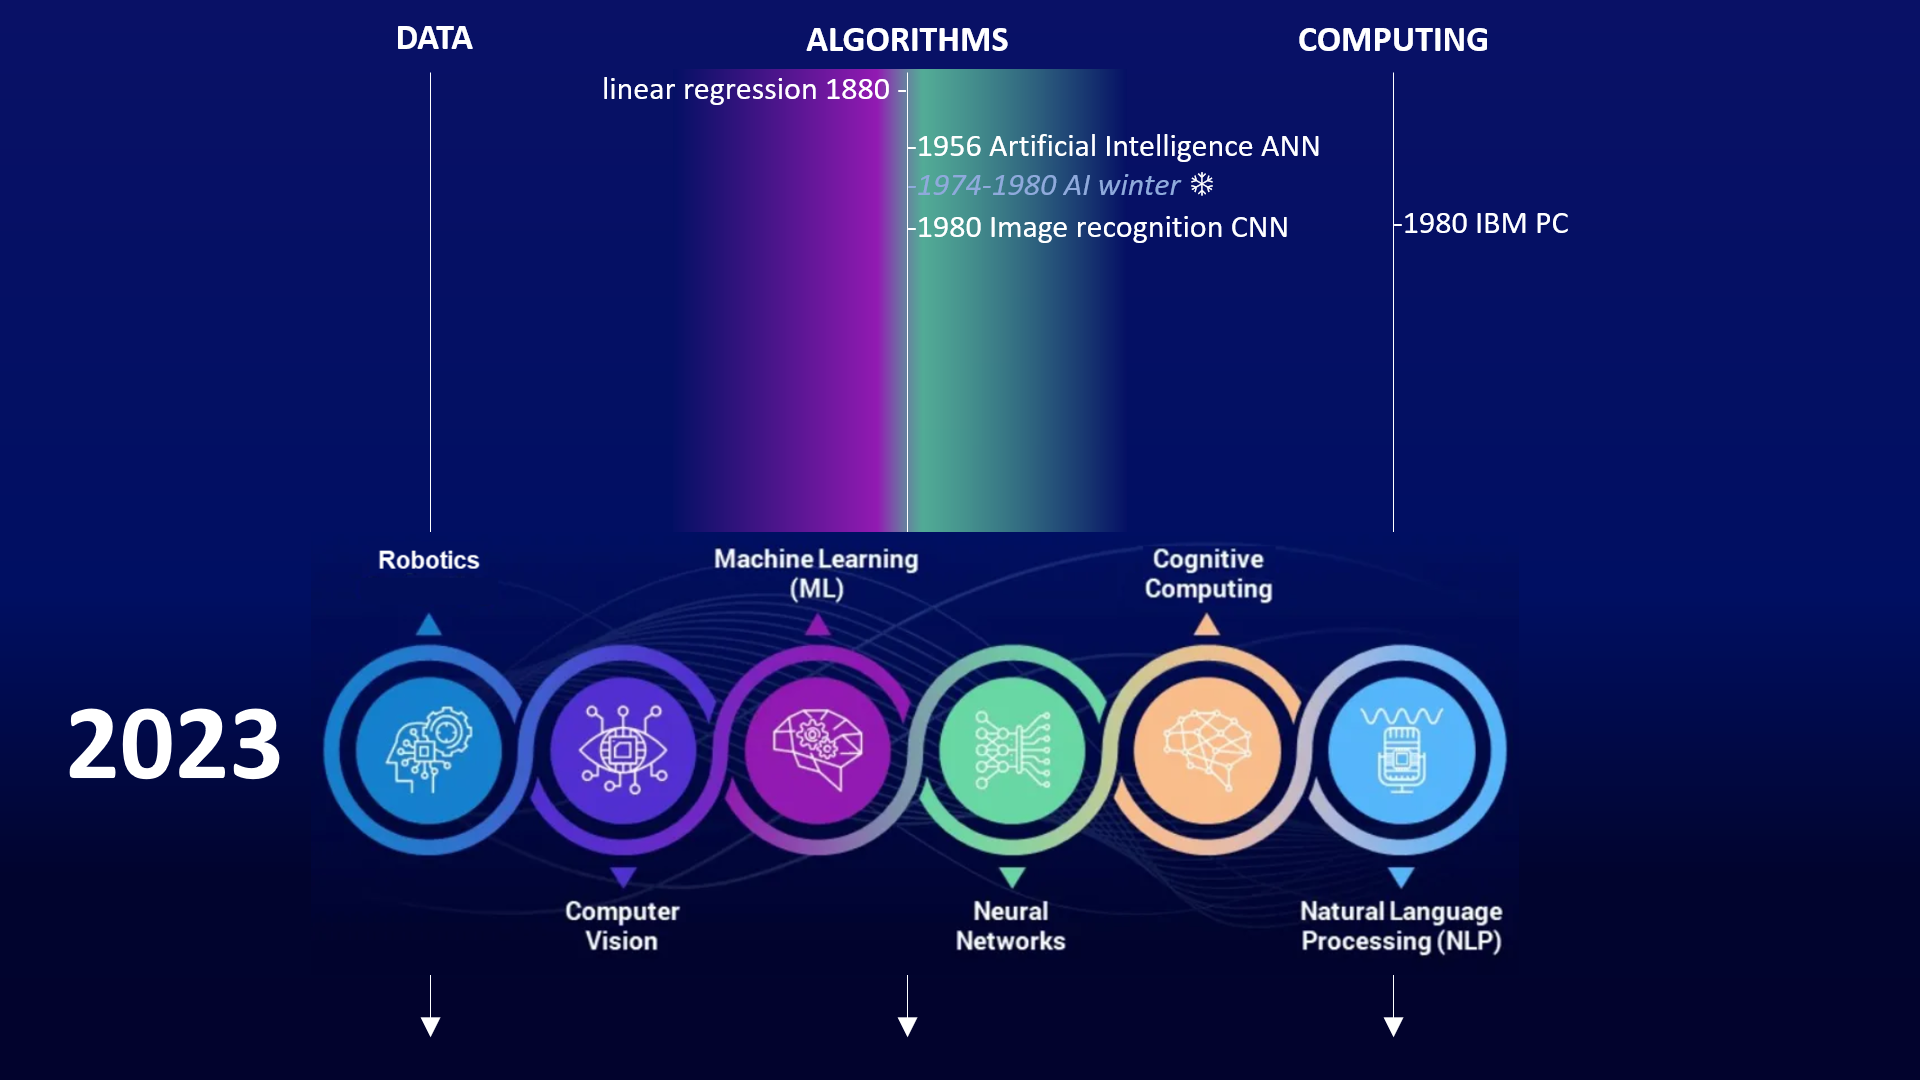 DATA
ALGORITHMS
COMPUTING
linear regression 1880 -
-1956 Artificial Intelligence ANN
-1974-1980 AI winter ❄
-1980 Image recognition CNN
-1980 IBM PC
Robotics
Machine Learning
(ML)
Cognitive
Computing
2023
Computer
Vision
Neural
Networks
Natural Language
Processing (NLP)